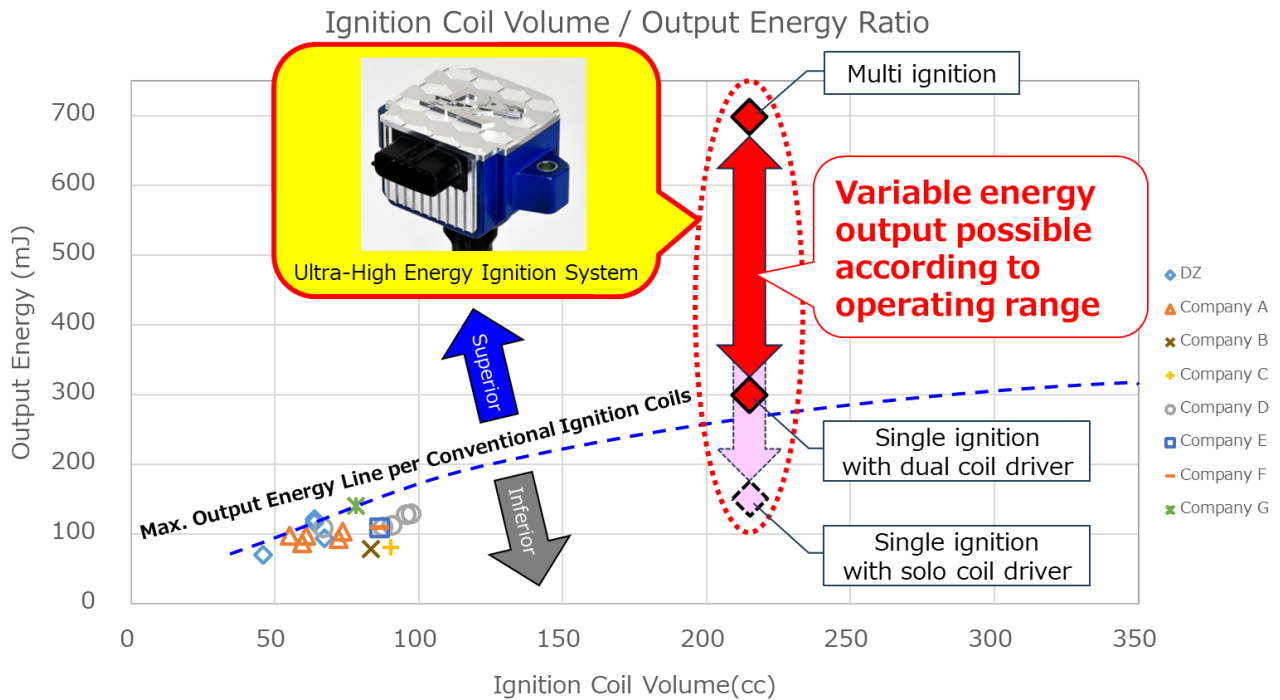 Ignition Coil Volume / Output Energy Ratio
Output Energy (mJ)
700
600
500
400
300
200
100
0
0
50
100
150
200
250
300
350
Ignition Coil Volume(cc)
Ultra-High Energy Ignition System
Multi ignition
Variable energy
output possible
according to
operating range
Superior
Max. Output Energy Line per Conventional Ignition Coils
Inferior
Single ignition
with dual coil driver
Single ignition
with solo coil driver
DZ
Company A
Company B
Company C
Company D
Company E
Company F
Company G